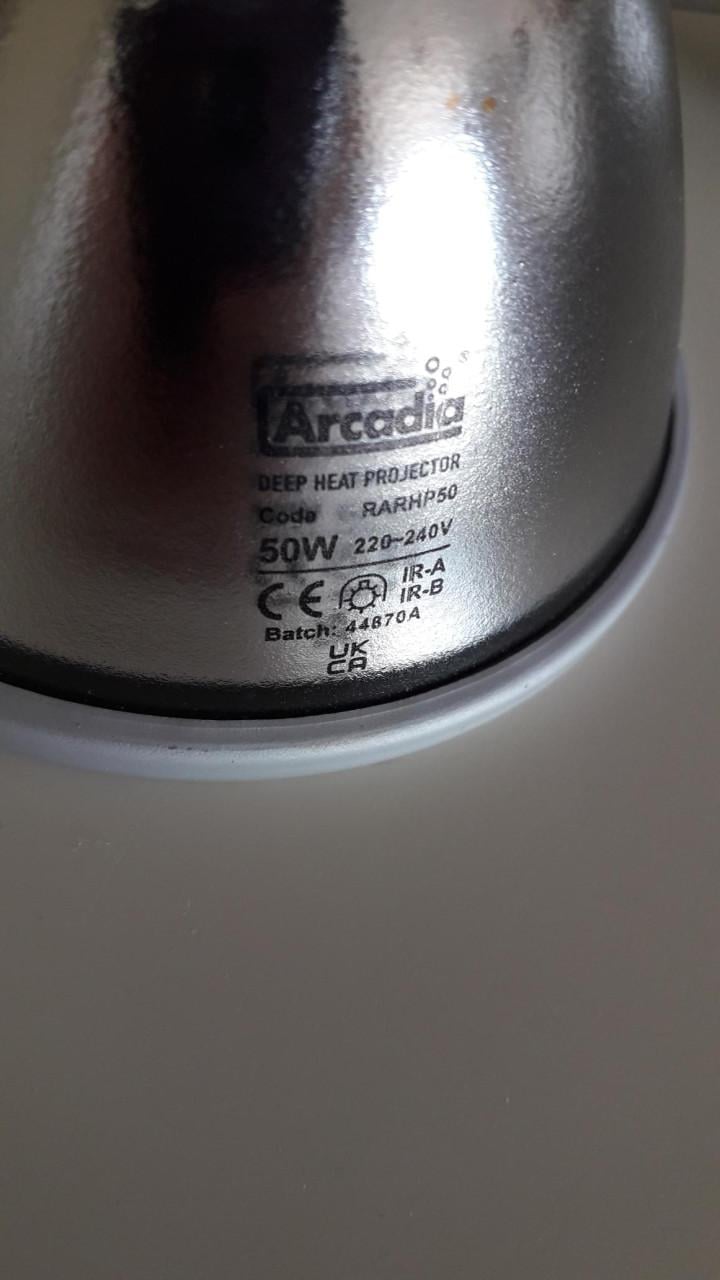 Arcadia
DEEP HEAT PROJECTOR
Code RARHP50
50W 220~240V
CE IR-A
IR-B
Batch: 44870A
UK
CA